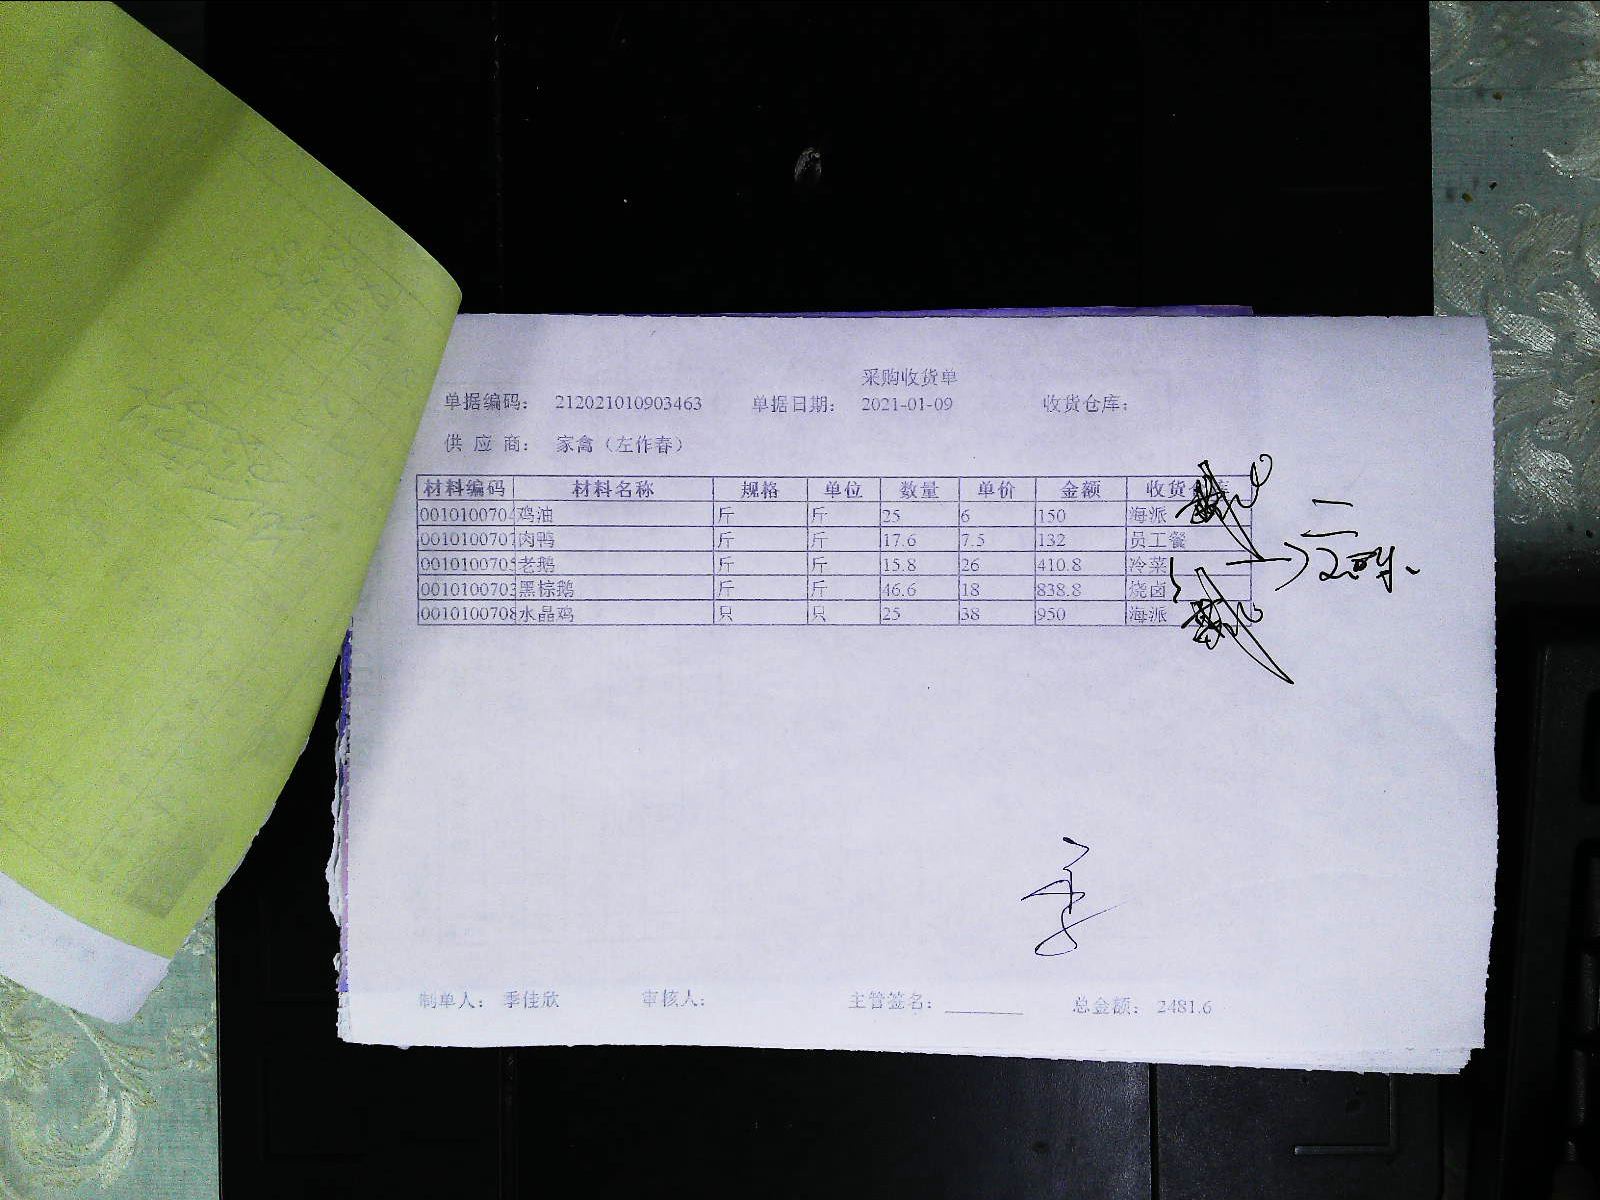 采购收货单
单据编码： 212021010903463 单据日期： 2021-01-09 收货仓库：
供 应 商： 家禽（左作春）
材料编码 材料名称 规格 单位 数量 单价 金额 收货
0010100704 鸡油 斤 斤 25 6 150 海派
0010100707 肉鸭 斤 斤 17.6 7.5 132 员工餐
0010100705 老鹅 斤 斤 15.8 26 410.8 冷菜
0010100703 黑棕鹅 斤 斤 46.6 18 838.8 烧卤
0010100708 水晶鸡 只 只 25 38 950 海派
制单人： 季佳欣 审核人： 主管签名： 总金额： 2481.6